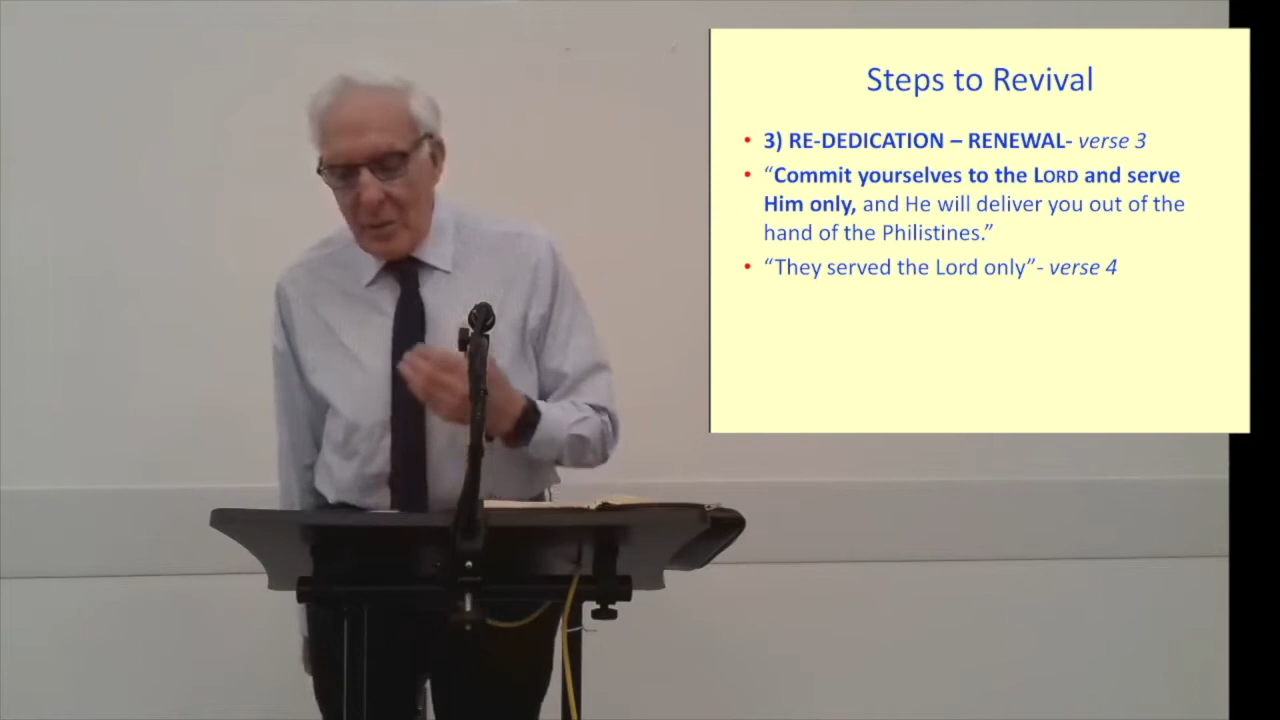 Steps to Revival
• 3) RE-DEDICATION – RENEWAL- verse 3
• “Commit yourselves to the LORD and serve
Him only, and He will deliver you out of the
hand of the Philistines.”
• “They served the Lord only”- verse 4